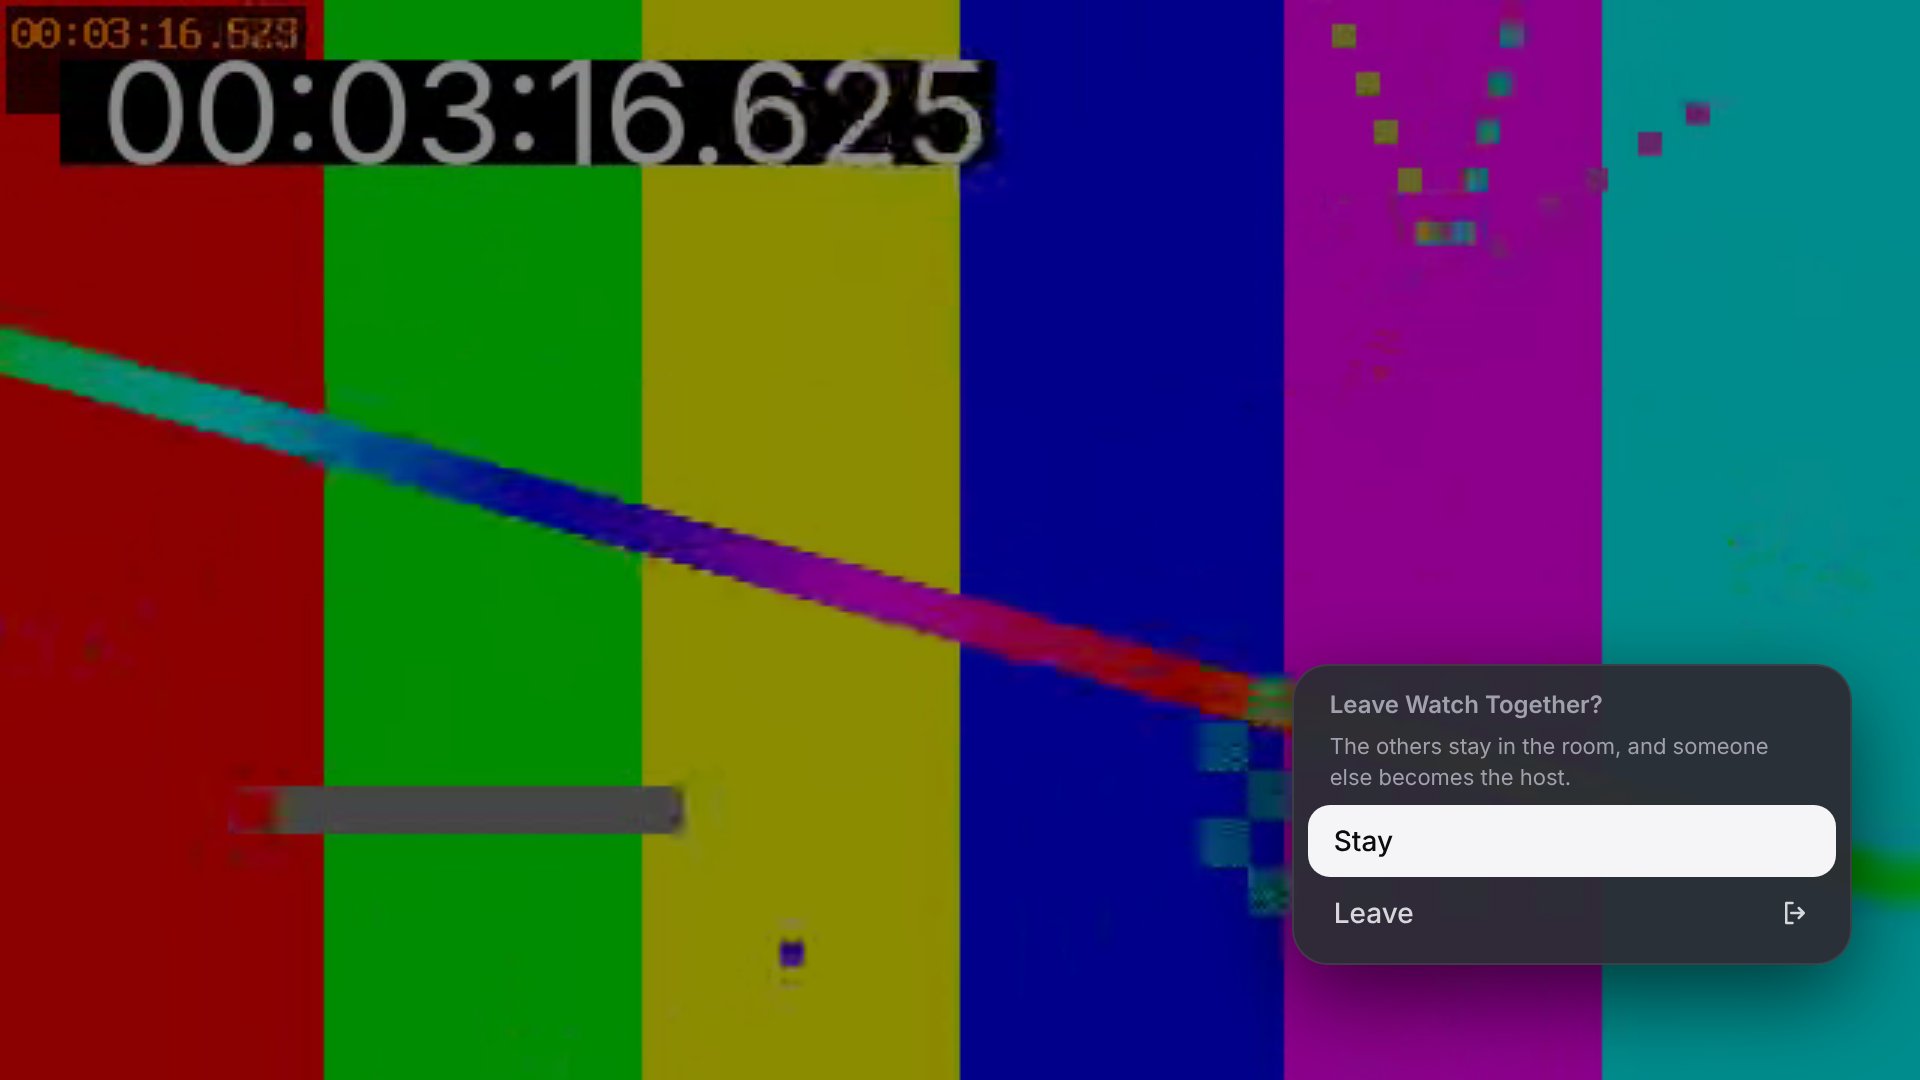 00:03:16.
00:03:16.625
Leave Watch Together?
The others stay in the room, and someone
else becomes the host.
Stay
Leave